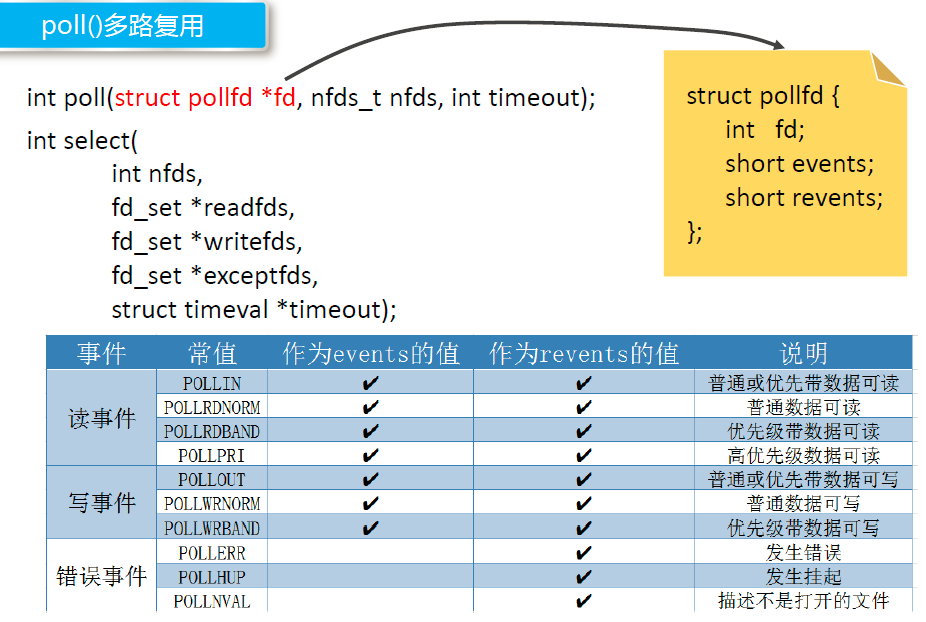 poll()多路复用
int poll(struct pollfd *fd, nfds_t nfds, int timeout);
int select(
int nfds,
fd_set *readfds,
fd_set *writefds,
fd_set *exceptfds,
struct timeval *timeout);
struct pollfd {
int fd;
short events;
short revents;
};
事件 常值 作为events的值 作为revents的值 说明
读事件
POLLIN ✔ ✔ 普通或优先带数据可读
POLLRDNORM ✔ ✔ 普通数据可读
POLLRDBAND ✔ ✔ 优先级带数据可读
POLLPRI ✔ ✔ 高优先级数据可读
写事件
POLLOUT ✔ ✔ 普通或优先带数据可写
POLLWRNORM ✔ ✔ 普通数据可写
POLLWRBAND ✔ ✔ 优先级带数据可写
错误事件
POLLERR ✔ 发生错误
POLLHUP ✔ 发生挂起
POLLNVAL ✔ 描述不是打开的文件